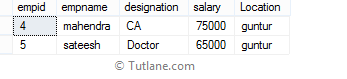 empid empname designation salary Location
4 mahendra CA 75000 guntur
5 sateesh Doctor 65000 guntur
© Tutlane.com